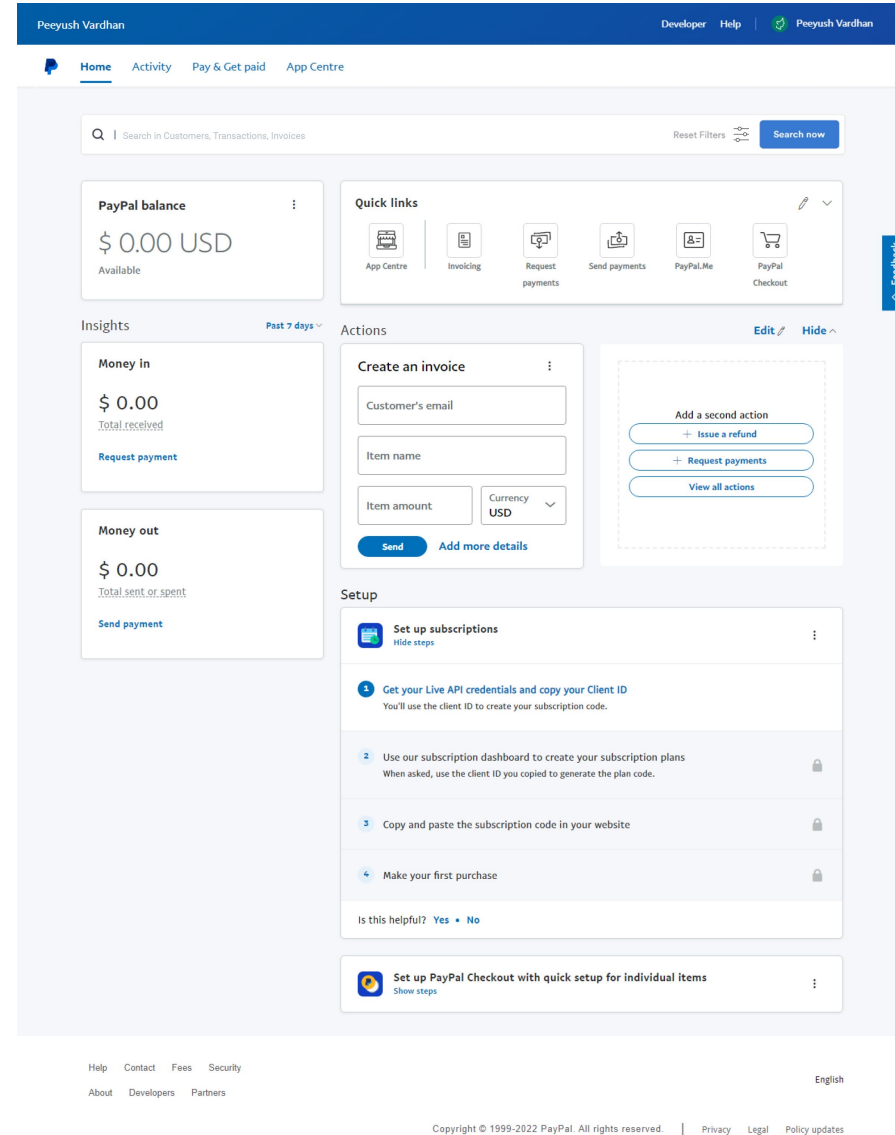 Peeyush Vardhan
Developer Help Peeyush Vardhan
Home Activity Pay & Get paid App Centre
Search in Customers, Transactions, Invoices
Reset Filters
Search now
PayPal balance
$ 0.00 USD
Available
Quick links
App Centre
Invoicing
Request
payments
Send payments
PayPal.Me
PayPal
Checkout
Feedback
Insights
Past 7 days
Money in
$ 0.00
Total received
Request payment
Money out
$ 0.00
Total sent or spent
Send payment
Actions
Edit Hide
Create an invoice
Customer's email
Item name
Item amount
Currency
USD
Send Add more details
Add a second action
+ Issue a refund
+ Request payments
View all actions
Setup
Set up subscriptions
Hide steps
1 Get your Live API credentials and copy your Client ID
You'll use the client ID to create your subscription code.
2 Use our subscription dashboard to create your subscription plans
When asked, use the client ID you copied to generate the plan code.
3 Copy and paste the subscription code in your website
4 Make your first purchase
Is this helpful? Yes • No
Set up PayPal Checkout with quick setup for individual items
Show steps
Help Contact Fees Security
About Developers Partners
English
Copyright © 1999-2022 PayPal. All rights reserved. | Privacy Legal Policy updates